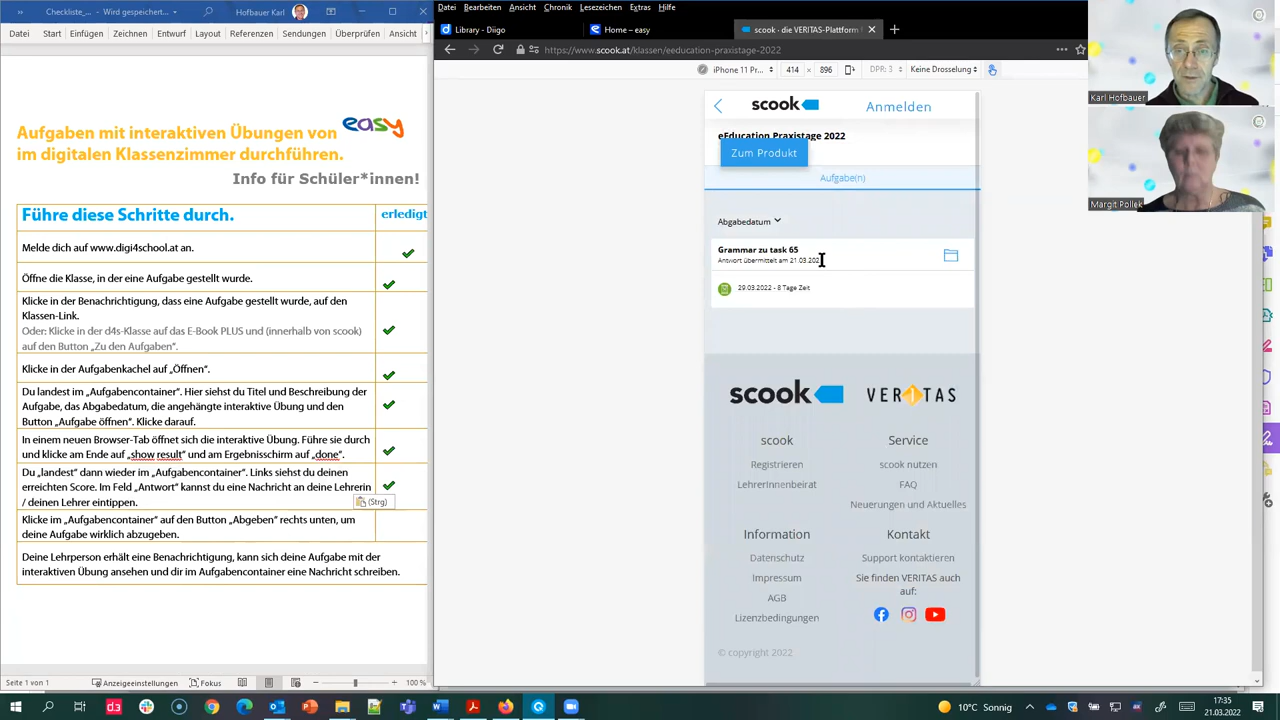 Checkliste... - W...
Karl Hofbauer
Datei
Start
Einfügen
Zeichnen
Entwurf
Layout
Referenzen
Sendungen
Überprüfen
Ansicht
Aufgaben mit interaktiven Übungen von easy
im digitalen Klassenzimmer durchführen.
Info für Schüler*innen!
Führe diese Schritte durch.
erledigt
Melde dich auf www.digi4school.at an.
Öffne die Klasse, in der eine Aufgabe gestellt wurde.
Klicke in der Benachrichtigung, dass eine Aufgabe gestellt wurde, auf den
Klassen-Link.
Oder: Klicke in der d4s-Klasse auf das E-Book PLUS und (innerhalb von scook)
auf den Button „Zu den Aufgaben“.
Klicke in der Aufgabenkachel auf „Öffnen“.
Du landest im „Aufgabencontainer“. Hier siehst du Titel und Beschreibung der
Aufgabe, das Abgabedatum, die angehängte interaktive Übung und den
Button „Aufgabe öffnen“. Klicke darauf.
In einem neuen Browser-Tab öffnet sich die interaktive Übung. Führe sie durch
und klicke am Ende auf „show result“ und am Ergebnisschirm auf „done“.
Du „landest“ dann wieder im „Aufgabencontainer“. Links siehst du deinen
erreichten Score. Im Feld „Antwort“ kannst du eine Nachricht an deine Lehrerin
/ deinen Lehrer eintippen.
(Strg)
Klicke im „Aufgabencontainer“ auf den Button „Abgeben“ rechts unten, um
deine Aufgabe wirklich abzugeben.
Deine Lehrperson erhält eine Benachrichtigung, kann sich deine Aufgabe mit der
interaktiven Übung ansehen und dir im Aufgabencontainer eine Nachricht schreiben.
Seite 1 von 1
Anzeigeeinstellungen
Fokus
100 %
Datei
Bearbeiten
Ansicht
Chronik
Lesezeichen
Extras
Hilfe
Library - Diigo
Home – easy
scook - die VERITAS-Plattform f
https://www.scook.at/klassen/eeducation-praxistage-2022
iPhone 11 Pr...
414 × 896
DPR: 3
Keine Drosselung
scook
Anmelden
eEducation Praxistage 2022
Zum Produkt
Aufgabe(n)
Abgabedatum
Grammar zu task 65
Antwort übermittelt am 21.03.202
29.03.2022 - 8 Tage Zeit
scook
VERITAS
scook
Service
Registrieren
scook nutzen
LehrerInnenbeirat
FAQ
Neuerungen und Aktuelles
Information
Kontakt
Datenschutz
Support kontaktieren
Impressum
Sie finden VERITAS auch
auf:
AGB
Lizenzbedingungen
© copyright 2022
Karl Hofbauer
Margit Pollek
d.3
10°C Sonnig
17:35
21.03.2022